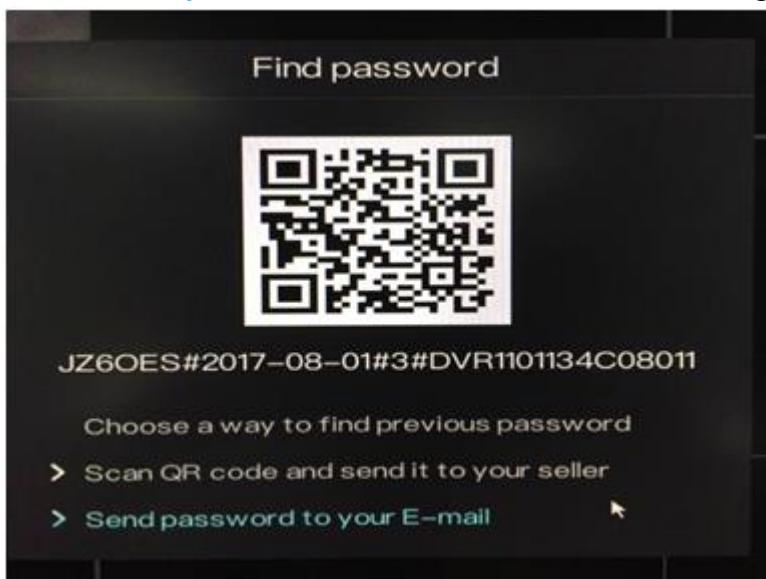 Find password
JZ6OES#2017-08-01#3#DVR1101134C08011
Choose a way to find previous password
> Scan QR code and send it to your seller
> Send password to your E-mail